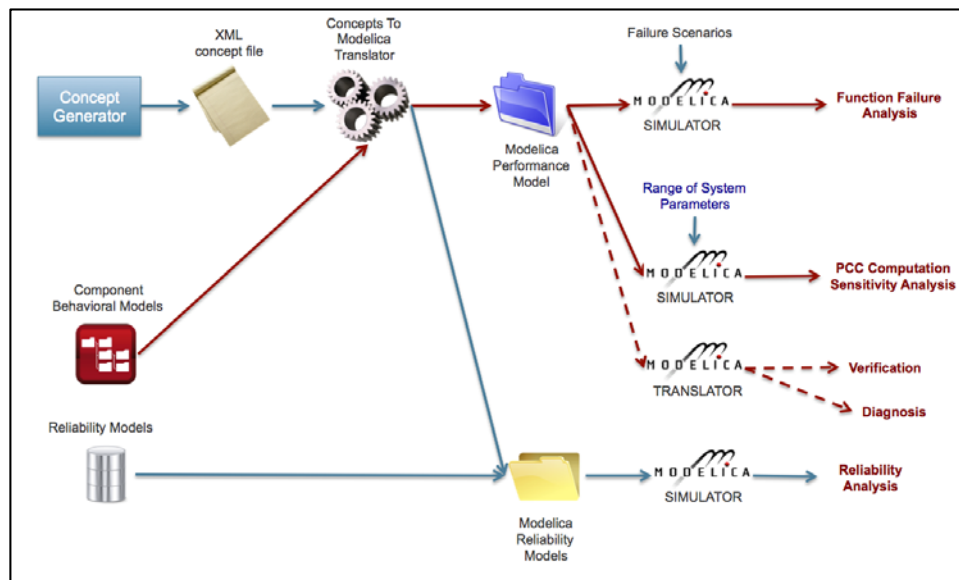 XML
concept file
Concepts To
Modelica
Translator
Failure Scenarios
Concept
Generator
MODELICA
SIMULATOR
Function Failure
Analysis
Modelica
Performance
Model
Range of System
Parameters
Component
Behavioral Models
MODELICA
SIMULATOR
PCC Computation
Sensitivity Analysis
MODELICA
TRANSLATOR
Verification
Diagnosis
Reliability Models
MODELICA
SIMULATOR
Reliability
Analysis
Modelica
Reliability
Models